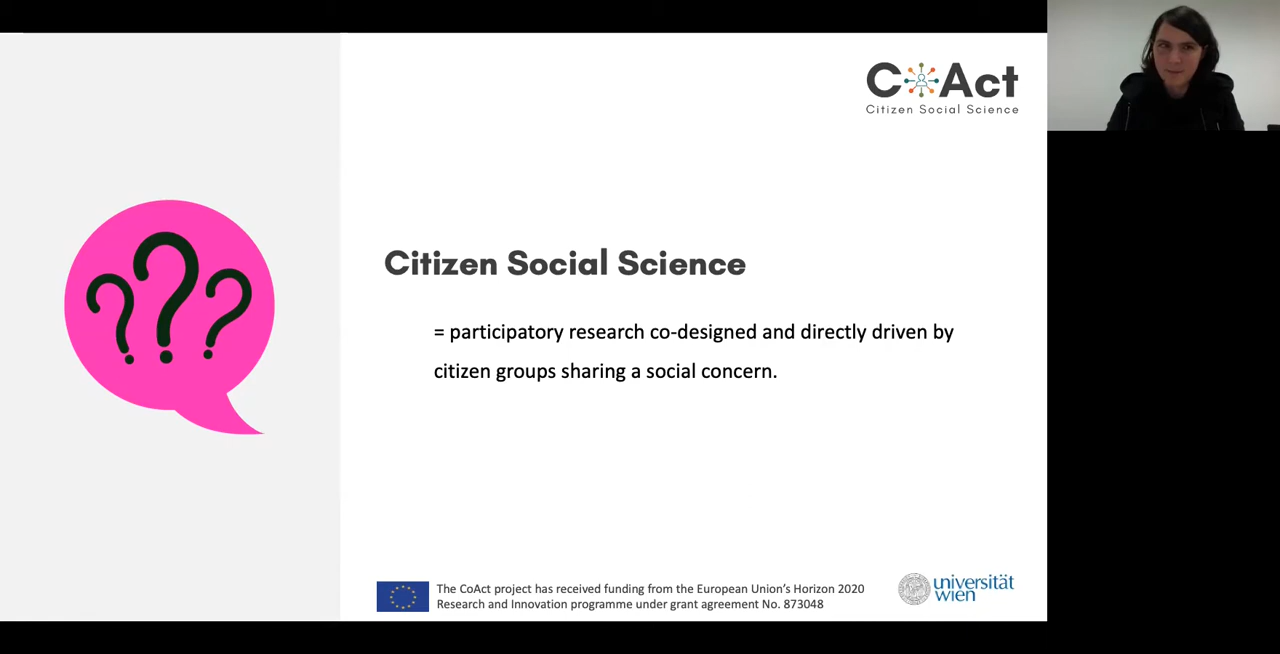 CoAct
Citizen Social Science
Citizen Social Science
= participatory research co-designed and directly driven by
citizen groups sharing a social concern.
The CoAct project has received funding from the European Union's Horizon 2020
Research and Innovation programme under grant agreement No. 873048
universität
wien